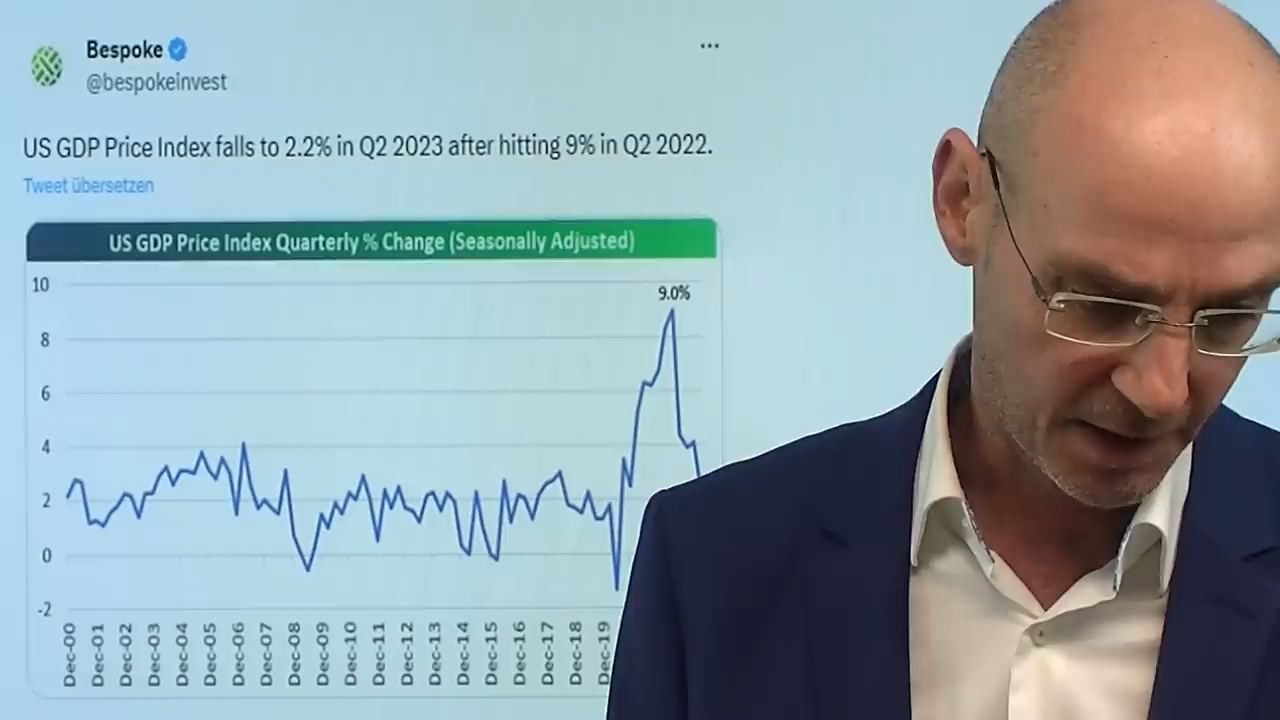 Bespoke
...
@bespokeinvest
US GDP Price Index falls to 2.2% in Q2 2023 after hitting 9% in Q2 2022.
Tweet übersetzen
US GDP Price Index Quarterly % Change (Seasonally Adjusted)
10
9.0%
8
6
4
2
0
-2
Dec-00
Dec-01
Dec-02
Dec-03
Dec-04
Dec-05
Dec-06
Dec-07
Dec-08
Dec-09
Dec-10
Dec-11
Dec-12
Dec-13
Dec-14
Dec-15
Dec-16
Dec-17
Dec-18
Dec-19